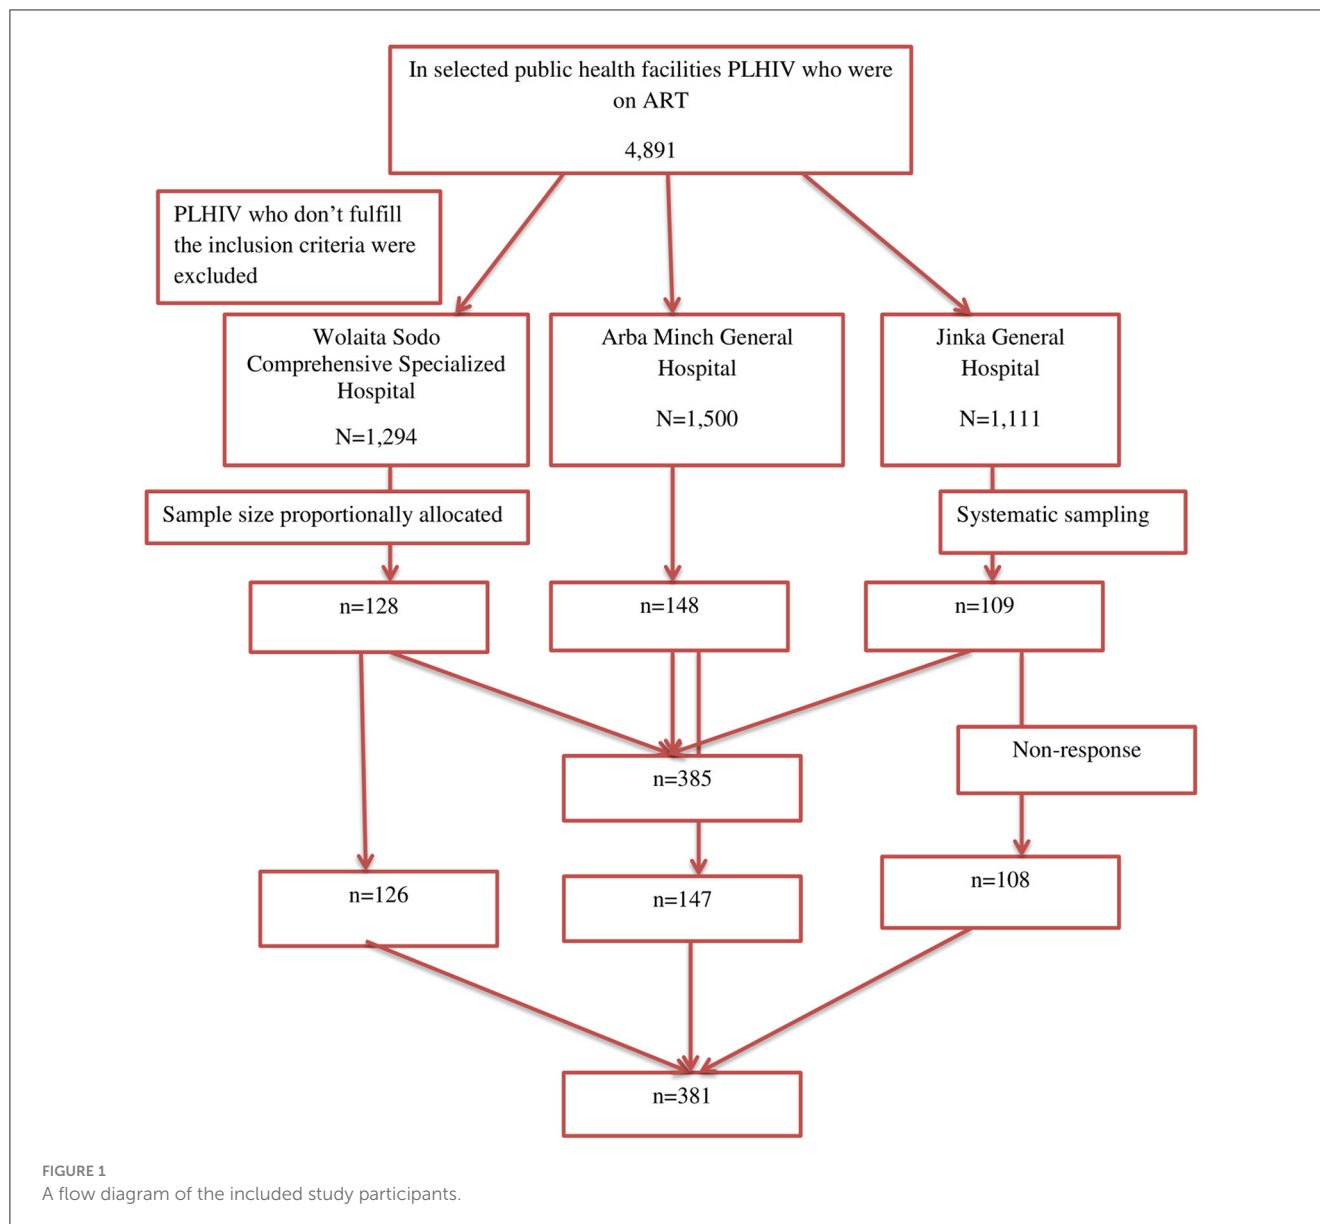 In selected public health facilities PLHIV who were
on ART
4,891
PLHIV who don’t fulfill
the inclusion criteria were
excluded
Wolaita Sodo
Comprehensive Specialized
Hospital
N=1,294
Arba Minch General
Hospital
N=1,500
Jinka General
Hospital
N=1,111
Sample size proportionally allocated
Systematic sampling
n=128
n=148
n=109
n=385
Non-response
n=126
n=147
n=108
n=381
FIGURE 1
A flow diagram of the included study participants.